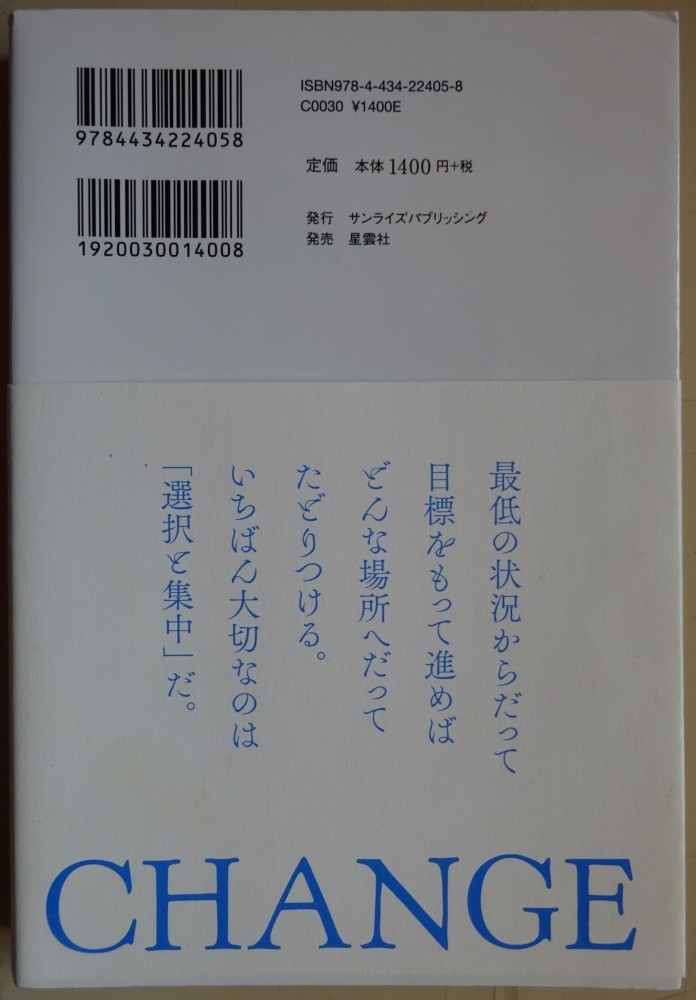 ISBN978-4-434-22405-8
C0030 ¥1400E
9784434224058
定価 本体1400円+税
1920030014008
発行 サンライズパブリッシング
発売 星雲社
最低の状況からだって
目標をもって進めば
どんな場所へだって
たどりつける。
いちばん大切なのは
「選択と集中」だ。
CHANGE